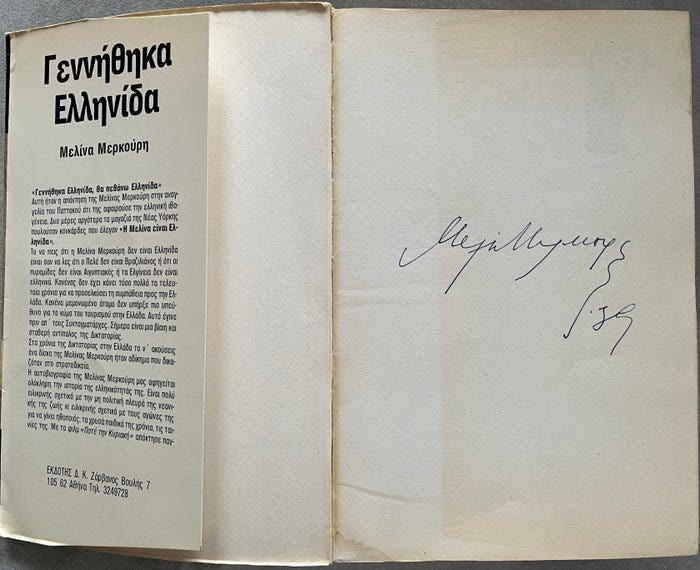 Γεννήθηκα
Ελληνίδα
Μελίνα Μερκούρη
«Γεννήθηκα Ελληνίδα, θα πεθάνω Ελληνίδα»
Αυτή ήταν η απάντηση της Μελίνας Μερκούρη στην αναγ-
γελία του Παττακού ότι της αφαιρούσε την ελληνική ιθα-
γένεια. Δυο μέρες αργότερα τα μαγαζιά της Νέας Υόρκης
πουλούσαν κονκάρδες που έλεγαν «Η Μελίνα είναι Ελ-
ληνίδα».
Το να πεις ότι η Μελίνα Μερκούρη δεν είναι Ελληνίδα
είναι σαν να λες ότι ο Πελέ δεν είναι Βραζιλιάνος ή ότι οι
πυραμίδες δεν είναι Αιγυπτιακές ή τα Ελγίνεια δεν είναι
ελληνικά. Κανένας δεν έχει κάνει τόσο πολλά τα τελευ-
ταία χρόνια για να προσελκύσει τη συμπάθεια προς την Ελ-
λάδα. Κανένα μεμονωμένο άτομο δεν υπήρξε πιο υπεύ-
θυνο για το κύμα του τουρισμού στην Ελλάδα. Αυτό έγινε
πριν απ' τους Συνταγματάρχες. Σήμερα είναι μια βίαιη και
σταθερή αντίπαλος της Δικτατορίας.
Στα χρόνια της Δικτατορίας στην Ελλάδα το ν' ακούσεις
ένα δίσκο της Μελίνας Μερκούρη ήταν αδίκημα που δικα-
ζόταν στο στρατοδικείο.
Η αυτοβιογραφία της Μελίνας Μερκούρη μας αφηγείται
ολόκληρη την ιστορία της ελληνικότητάς της. Είναι πολύ
ειλικρινής σχετικά με την μη πολιτική πλευρά της νεανι-
κής της ζωής κι ειλικρινής σχετικά με τους αγώνες της
για να γίνει ηθοποιός, τα χρυσά παιδικά της χρόνια, τις ται-
νίες της. Με το φιλμ «Ποτέ την Κυριακή» απόκτησε παγ-
ΕΚΔΟΤΗΣ Δ. Κ. Ζάρβανος Βουλής 7
105 62 Αθήνα Τηλ. 3249728